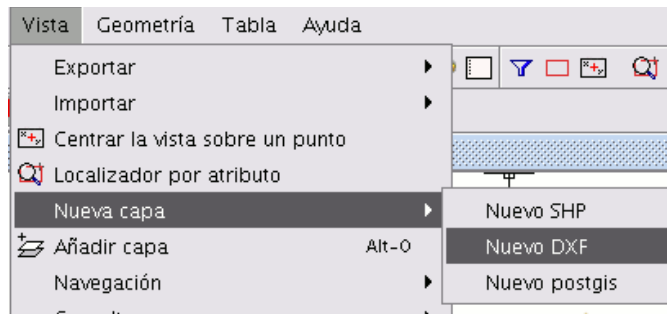 Vista Geometría Tabla Ayuda
Exportar
Importar
Centrar la vista sobre un punto
Localizador por atributo
Nueva capa
Nuevo SHP
Añadir capa Alt-O
Nuevo DXF
Navegación
Nuevo postgis